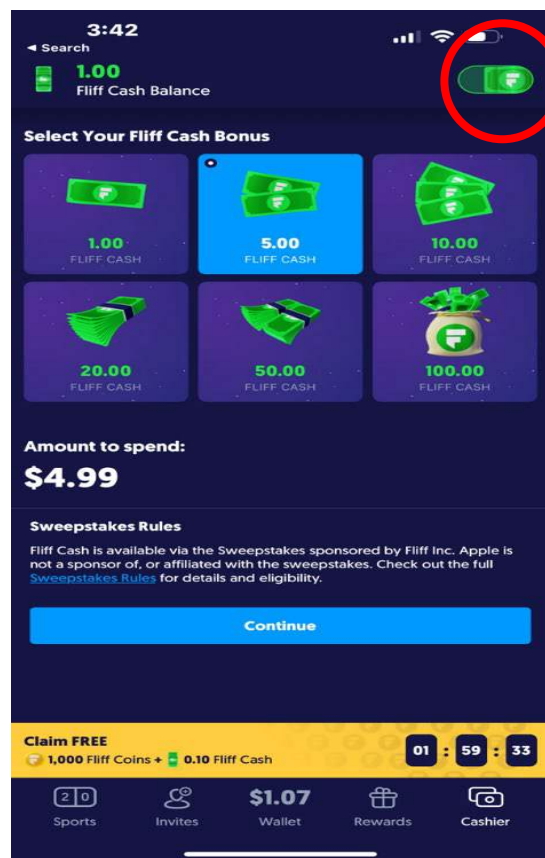 3:42
◄ Search
1.00
Fliff Cash Balance
Select Your Fliff Cash Bonus
1.00
FLIFF CASH
5.00
FLIFF CASH
10.00
FLIFF CASH
20.00
FLIFF CASH
50.00
FLIFF CASH
100.00
FLIFF CASH
Amount to spend:
$4.99
Sweepstakes Rules
Fliff Cash is available via the Sweepstakes sponsored by Fliff Inc. Apple is
not a sponsor of, or affiliated with the sweepstakes. Check out the full
Sweepstakes Rules for details and eligibility.
Continue
Claim FREE
1,000 Fliff Coins + 0.10 Fliff Cash
01 : 59 : 33
2 0
Sports
Invites
$1.07
Wallet
Rewards
Cashier